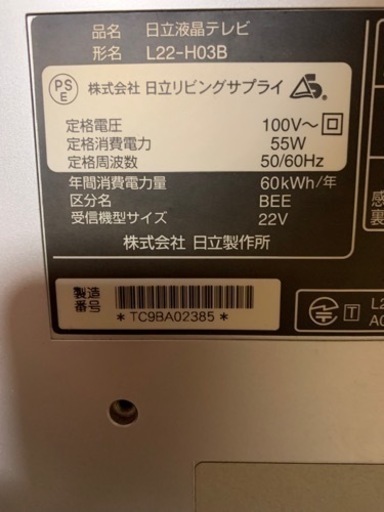 品名 日立液晶テレビ
形名 L22-H03B
PS
E
株式会社 日立リビングサプライ
定格電圧 100V～
定格消費電力 55W
定格周波数 50/60Hz
年間消費電力量 60kWh/年
区分名 BEE
受信機型サイズ 22V
株式会社 日立製作所
製造
番号
* TC9BA02385 *
感
裏
T
L2